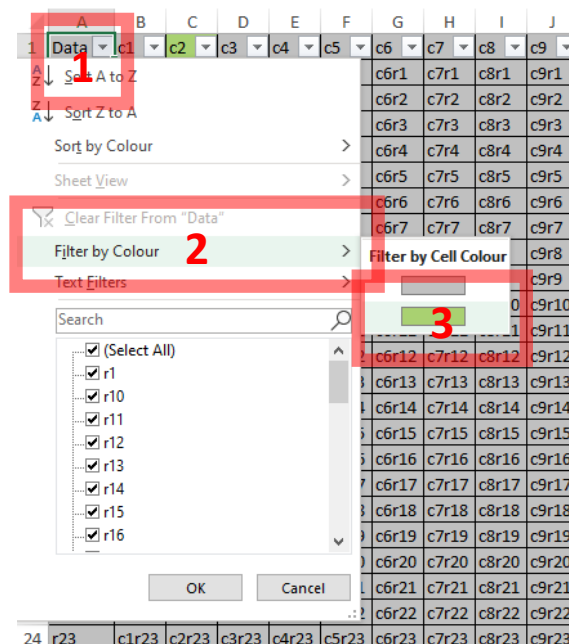 A B C D E F G H I J
1 Data c1 c2 c3 c4 c5 c6 c7 c8 c9
1
Sort A to Z
c6r1 c7r1 c8r1 c9r1
Sort Z to A
c6r2 c7r2 c8r2 c9r2
c6r3 c7r3 c8r3 c9r3
Sort by Colour
c6r4 c7r4 c8r4 c9r4
Sheet View
c6r5 c7r5 c8r5 c9r5
c6r6 c7r6 c8r6 c9r6
Clear Filter From "Data"
c6r7 c7r7 c8r7 c9r7
Filter by Colour
2
Filter by Cell Colour
c9r8
Text Filters
c9r9
c9r10
3
Search
c9r11
(Select All)
c6r12 c7r12 c8r12 c9r12
r1
c6r13 c7r13 c8r13 c9r13
r10
c6r14 c7r14 c8r14 c9r14
r11
c6r15 c7r15 c8r15 c9r15
r12
c6r16 c7r16 c8r16 c9r16
r13
c6r17 c7r17 c8r17 c9r17
r14
c6r18 c7r18 c8r18 c9r18
r15
c6r19 c7r19 c8r19 c9r19
r16
c6r20 c7r20 c8r20 c9r20
OK Cancel
c6r21 c7r21 c8r21 c9r21
c6r22 c7r22 c8r22 c9r22
24 r23 c1r23 c2r23 c3r23 c4r23 c5r23 c6r23 c7r23 c8r23 c9r23